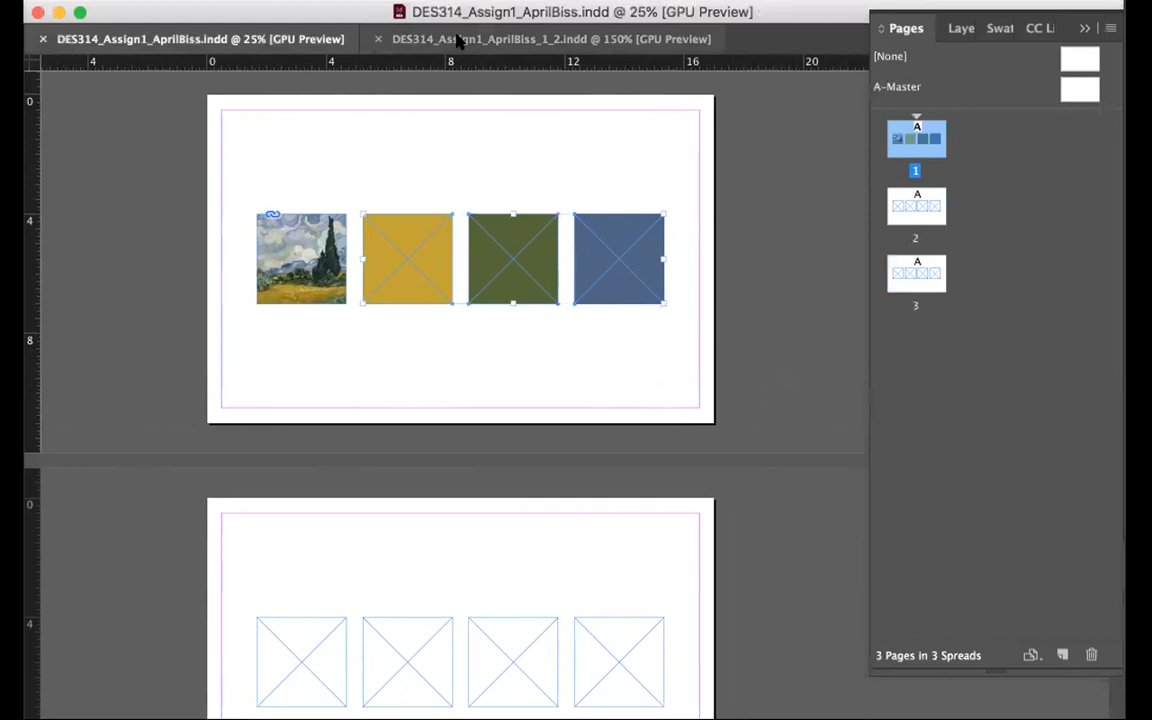 DES314_Assign1_AprilBiss.indd @ 25% [GPU Preview]
DES314_Assign1_AprilBiss.indd @ 25% [GPU Preview]
DES314_Assign1_AprilBiss_1_2.indd @ 150% [GPU Preview]
4 0 4 8 12 16 20
0
4
8
0
4
Pages Laye Swat CC Li
[None]
A-Master
A
1
A
2
A
3
3 Pages in 3 Spreads